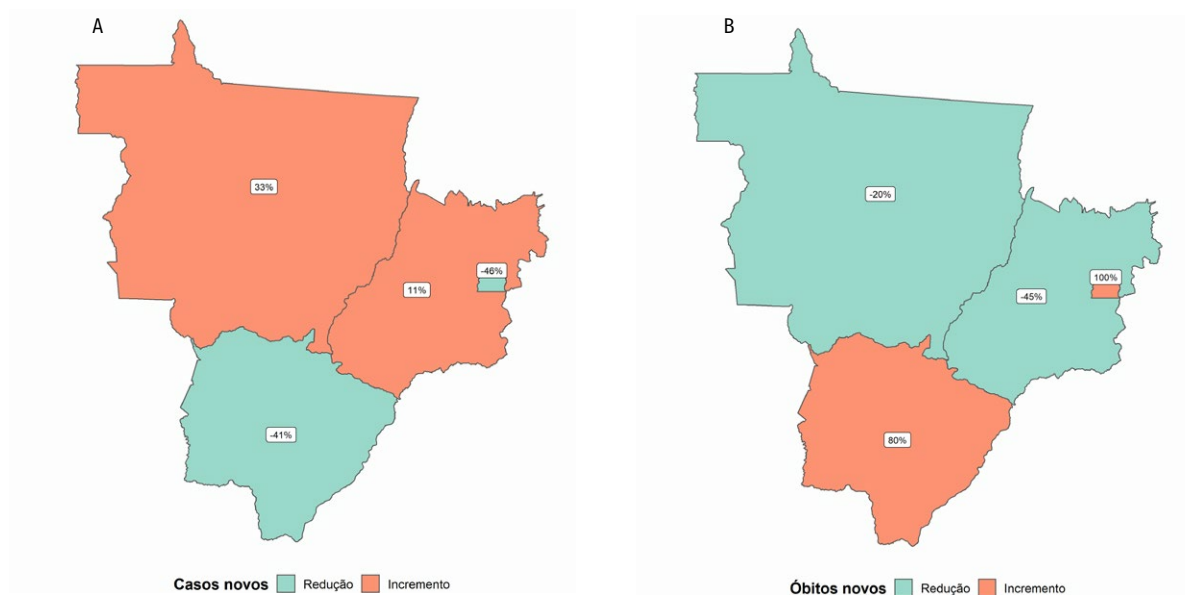 A
33%
-46%
11%
-41%
Casos novos Redução Incremento
B
-20%
100%
-45%
80%
Óbitos novos Redução Incremento